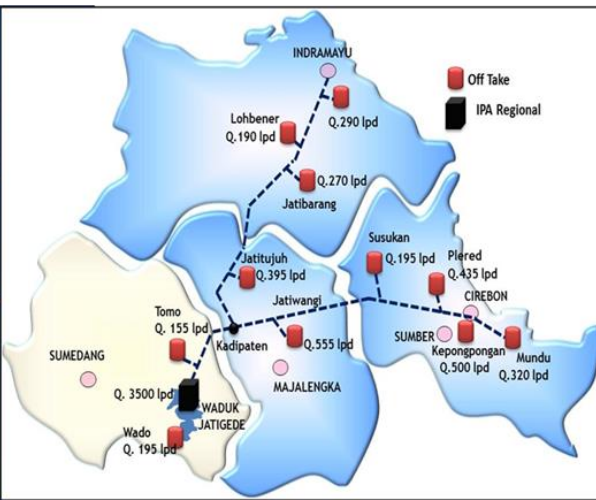 INDRAMAYU
Off Take
IPA Regional
Q.290 lpd
Lohbener
Q.190 lpd
Q.270 lpd
Jatibarang
Susukan
Q.195 lpd
Plered
Q.435 lpd
Jatitujuh
Q.395 lpd
Jatiwangi
CIREBON
Tomo
Q. 155 lpd
Kadipaten
Q.555 lpd
SUMBER
Kepongpongan
Q.500 lpd
Mundu
Q.320 lpd
SUMEDANG
MAJALENGKA
Q. 3500 lpd
WADUK
JATIGEDE
Wado
Q. 195 lpd